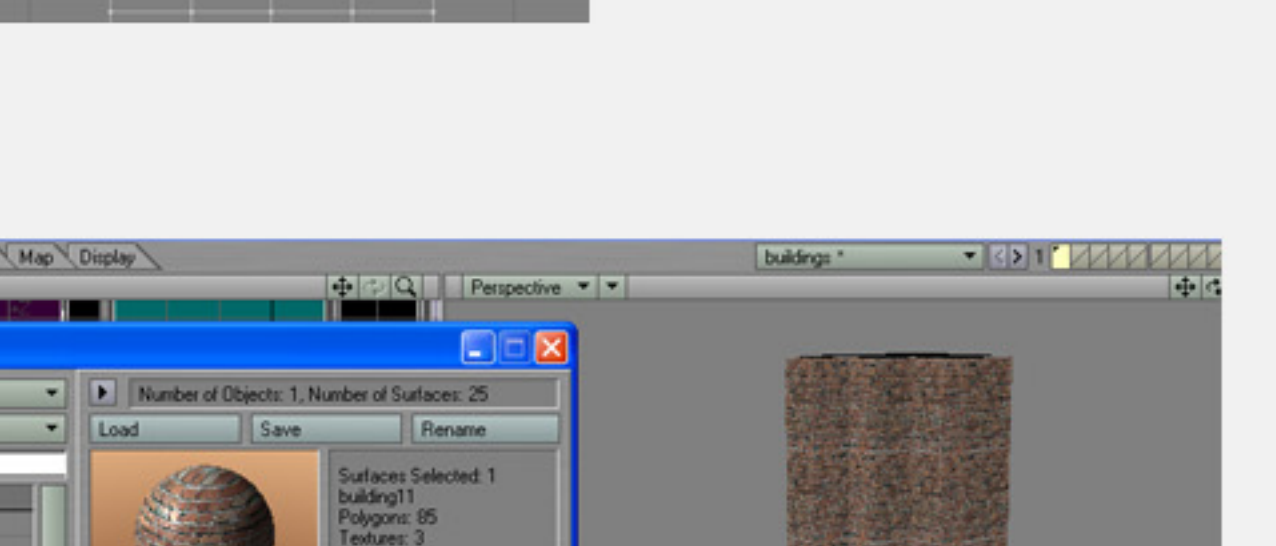 Map Display buildings * 1
Perspective
Number of Objects: 1, Number of Surfaces: 25
Load Save Rename
Surfaces Selected: 1
building11
Polygons: 85
Textures: 3